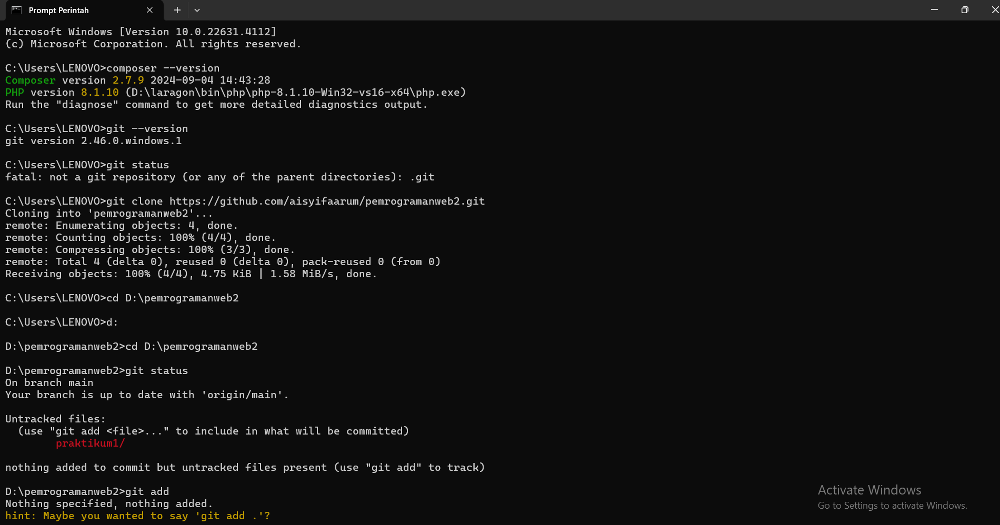 Prompt Perintah
Microsoft Windows [Version 10.0.22631.4112]
(c) Microsoft Corporation. All rights reserved.
C:\Users\LENOVO>composer --version
Composer version 2.7.9 2024-09-04 14:43:28
PHP version 8.1.10 (D:\laragon\bin\php\php-8.1.10-Win32-vs16-x64\php.exe)
Run the "diagnose" command to get more detailed diagnostics output.
C:\Users\LENOVO>git --version
git version 2.46.0.windows.1
C:\Users\LENOVO>git status
fatal: not a git repository (or any of the parent directories): .git
C:\Users\LENOVO>git clone https://github.com/aisyifaarum/pemrogramanweb2.git
Cloning into 'pemrogramanweb2'...
remote: Enumerating objects: 4, done.
remote: Counting objects: 100% (4/4), done.
remote: Compressing objects: 100% (3/3), done.
remote: Total 4 (delta 0), reused 0 (delta 0), pack-reused 0 (from 0)
Receiving objects: 100% (4/4), 4.75 KiB | 1.58 MiB/s, done.
C:\Users\LENOVO>cd D:\pemrogramanweb2
C:\Users\LENOVO>d:
D:\pemrogramanweb2>cd D:\pemrogramanweb2
D:\pemrogramanweb2>git status
On branch main
Your branch is up to date with 'origin/main'.
Untracked files:
  (use "git add <file>..." to include in what will be committed)
        praktikum1/
nothing added to commit but untracked files present (use "git add" to track)
D:\pemrogramanweb2>git add
Nothing specified, nothing added.
hint: Maybe you wanted to say 'git add .'?
Activate Windows
Go to Settings to activate Windows.